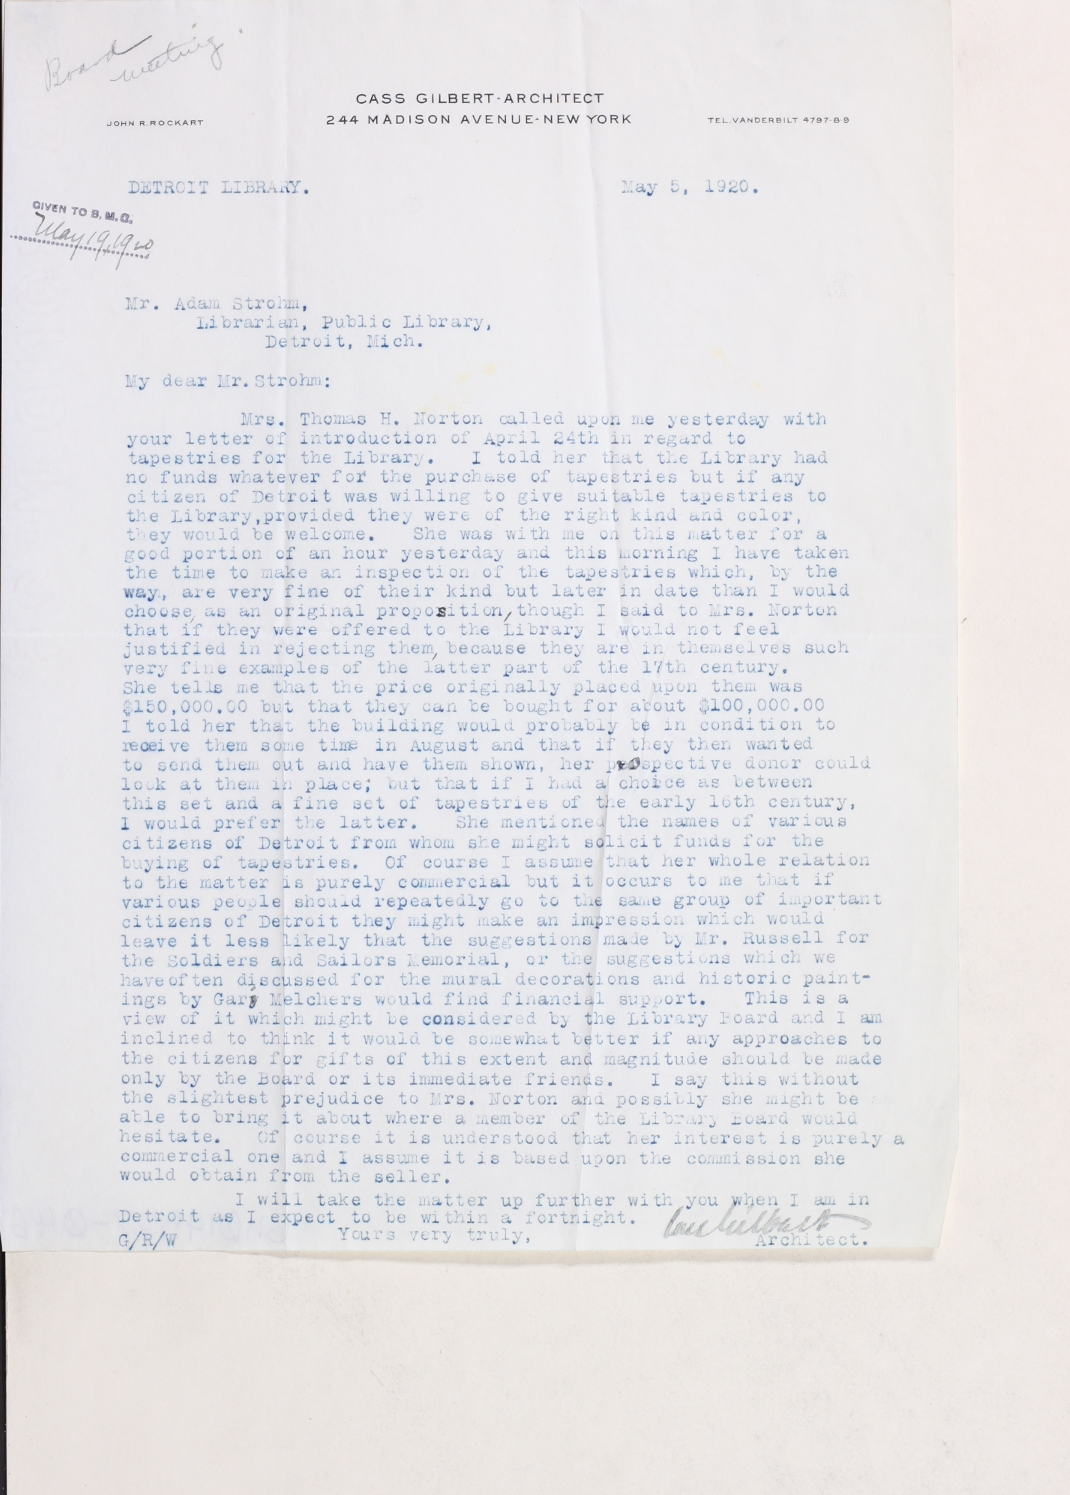 Board
meeting.
CASS GILBERT-ARCHITECT
JOHN R. ROCKART 244 MADISON AVENUE-NEW YORK TEL. VANDERBILT 4797-8-9
DETROIT LIBRARY. May 5, 1920.
GIVEN TO B.M.C.
May 19, 1920
Mr. Adam Strohm,
Librarian, Public Library,
Detroit, Mich.
My dear Mr. Strohm:
Mrs. Thomas H. Norton called upon me yesterday with
your letter of introduction of April 24th in regard to
tapestries for the Library. I told her that the Library had
no funds whatever for the purchase of tapestries but if any
citizen of Detroit was willing to give suitable tapestries to
the Library, provided they were of the right kind and color,
they would be welcome. She was with me on this matter for a
good portion of an hour yesterday and this morning I have taken
the time to make an inspection of the tapestries which, by the
way, are very fine of their kind but later in date than I would
choose, as an original proposition, though I said to Mrs. Norton
that if they were offered to the Library I would not feel
justified in rejecting them, because they are in themselves such
very fine examples of the latter part of the 17th century.
She tells me that the price originally placed upon them was
$150,000.00 but that they can be bought for about $100,000.00
I told her that the building would probably be in condition to
receive them some time in August and that if they then wanted
to send them out and have them shown, her prospective donor could
look at them in place; but that if I had a choice as between
this set and a fine set of tapestries of the early 16th century,
I would prefer the latter. She mentioned the names of various
citizens of Detroit from whom she might solicit funds for the
buying of tapestries. Of course I assume that her whole relation
to the matter is purely commercial but it occurs to me that if
various people should repeatedly go to the same group of important
citizens of Detroit they might make an impression which would
leave it less likely that the suggestions made by Mr. Russell for
the Soldiers and Sailors Memorial, or the suggestions which we
have often discussed for the mural decorations and historic paint-
ings by Gary Melchers would find financial support. This is a
view of it which might be considered by the Library Board and I am
inclined to think it would be somewhat better if any approaches to
the citizens for gifts of this extent and magnitude should be made
only by the Board or its immediate friends. I say this without
the slightest prejudice to Mrs. Norton and possibly she might be
able to bring it about where a member of the Library Board would
hesitate. Of course it is understood that her interest is purely a
commercial one and I assume it is based upon the commission she
would obtain from the seller.
I will take the matter up further with you when I am in
Detroit as I expect to be within a fortnight. Cass Gilbert
G/R/W Yours very truly, Architect.